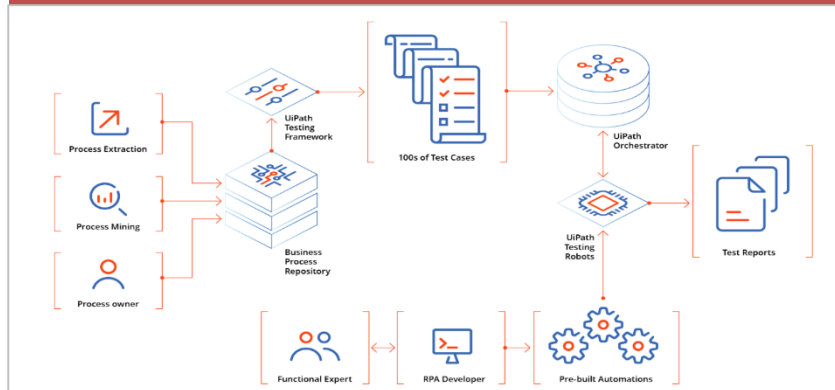 Process Extraction
Process Mining
Process owner
UiPath
Testing
Framework
Business
Process
Repository
100s of Test Cases
UiPath
Orchestrator
UiPath
Testing
Robots
Test Reports
Functional Expert
RPA Developer
Pre-built Automations